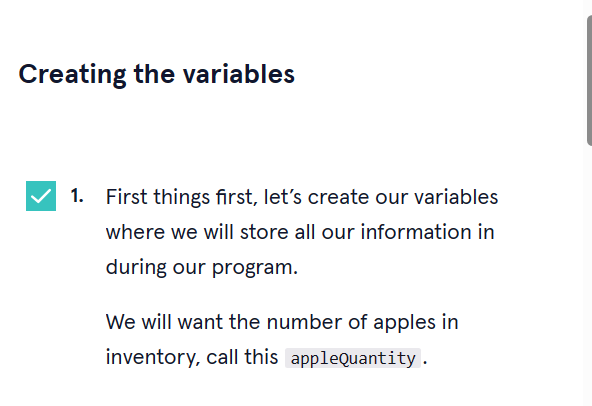 Creating the variables
1. First things first, let's create our variables
where we will store all our information in
during our program.
We will want the number of apples in
inventory, call this appleQuantity.